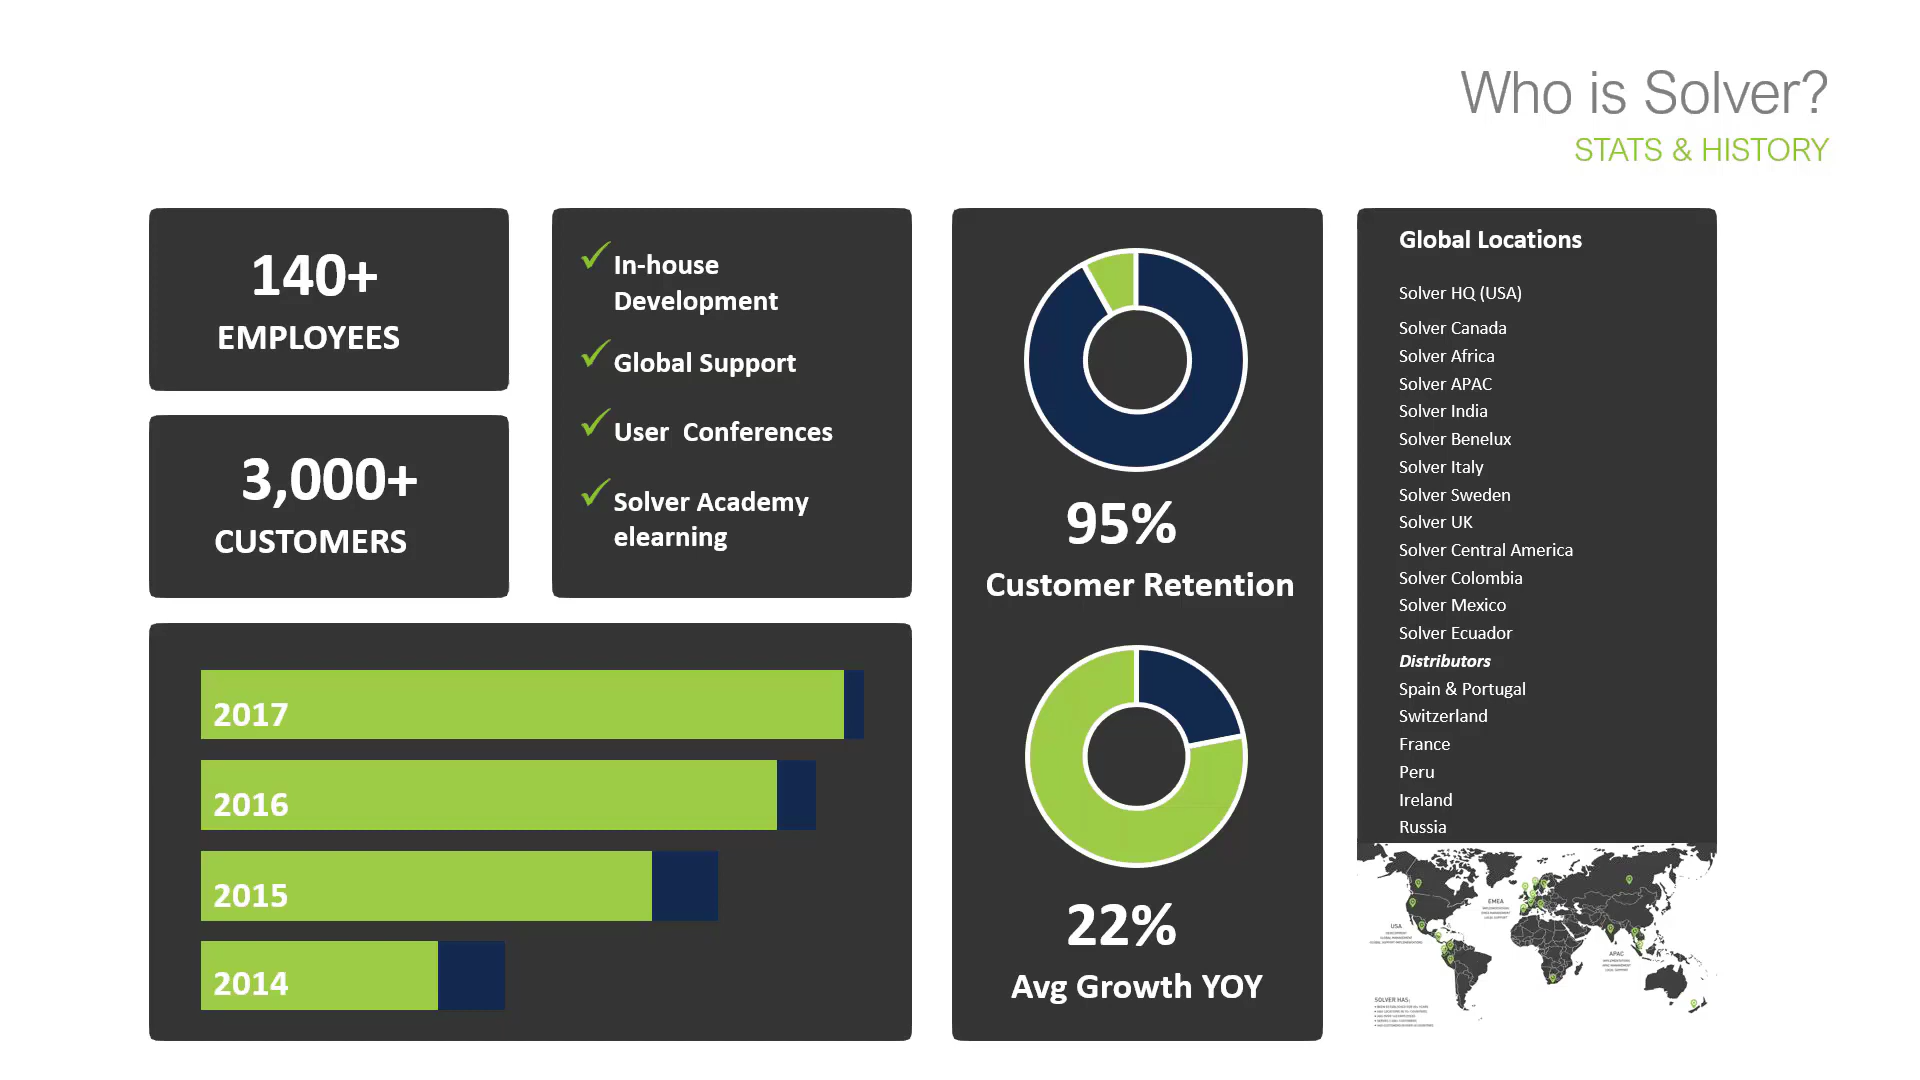 Who is Solver?
STATS & HISTORY
140+
EMPLOYEES
3,000+
CUSTOMERS
In-house
Development
Global Support
User  Conferences
Solver Academy
elearning
2017
2016
2015
2014
95%
Customer Retention
22%
Avg Growth YOY
Global Locations
Solver HQ (USA)
Solver Canada
Solver Africa
Solver APAC
Solver India
Solver Benelux
Solver Italy
Solver Sweden
Solver UK
Solver Central America
Solver Colombia
Solver Mexico
Solver Ecuador
Distributors
Spain & Portugal
Switzerland
France
Peru
Ireland
Russia
EMEA
USA
APAC
SOLVER HAS: